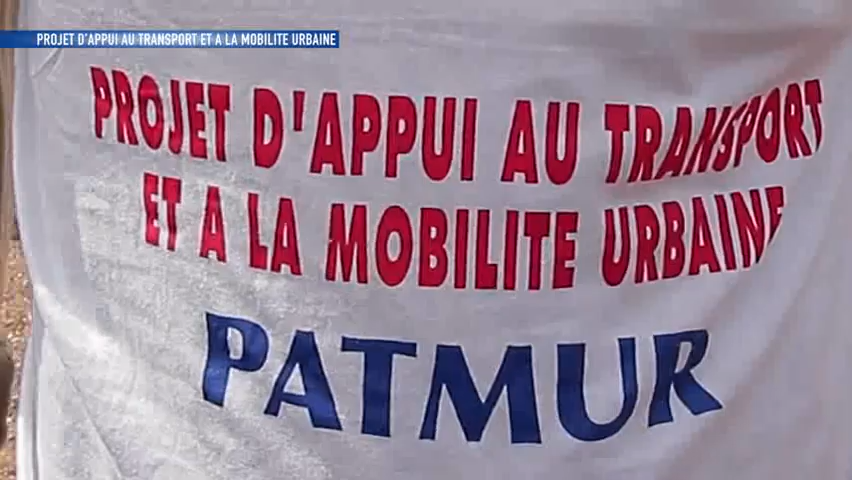 PROJET D'APPUI AU TRANSPORT ET A LA MOBILITE URBAINE
PROJET D'APPUI AU TRANSPORT
ET A LA MOBILITE URBAINE
PATMUR